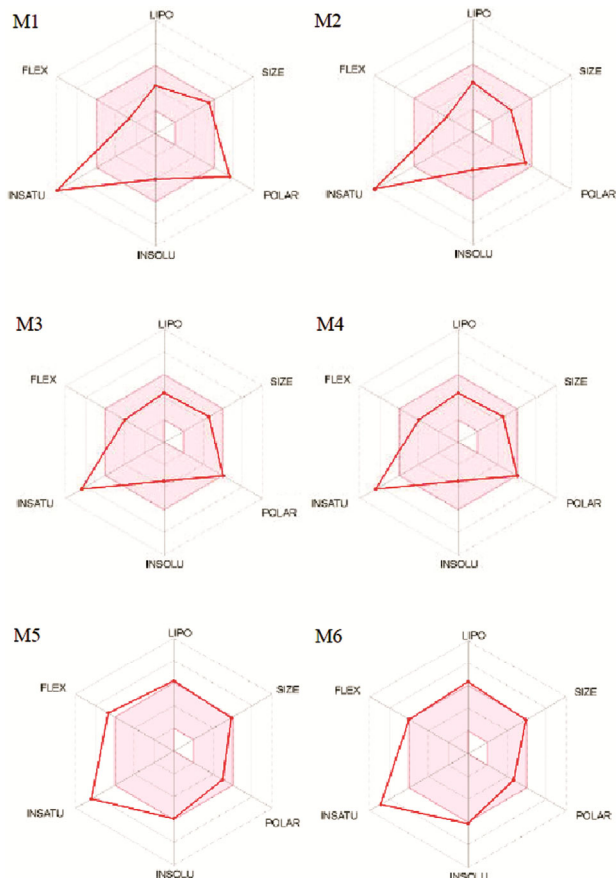 M1
LIPO
FLEX
SIZE
INSATU
POLAR
INSOLU
M2
LIPO
FLEX
SIZE
INSATU
POLAR
INSOLU
M3
LIPO
FLEX
SIZE
INSATU
POLAR
INSOLU
M4
LIPO
FLEX
SIZE
INSATU
POLAR
INSOLU
M5
LIPO
FLEX
SIZE
INSATU
POLAR
INSOLU
M6
LIPO
FLEX
SIZE
INSATU
POLAR
INSOLU